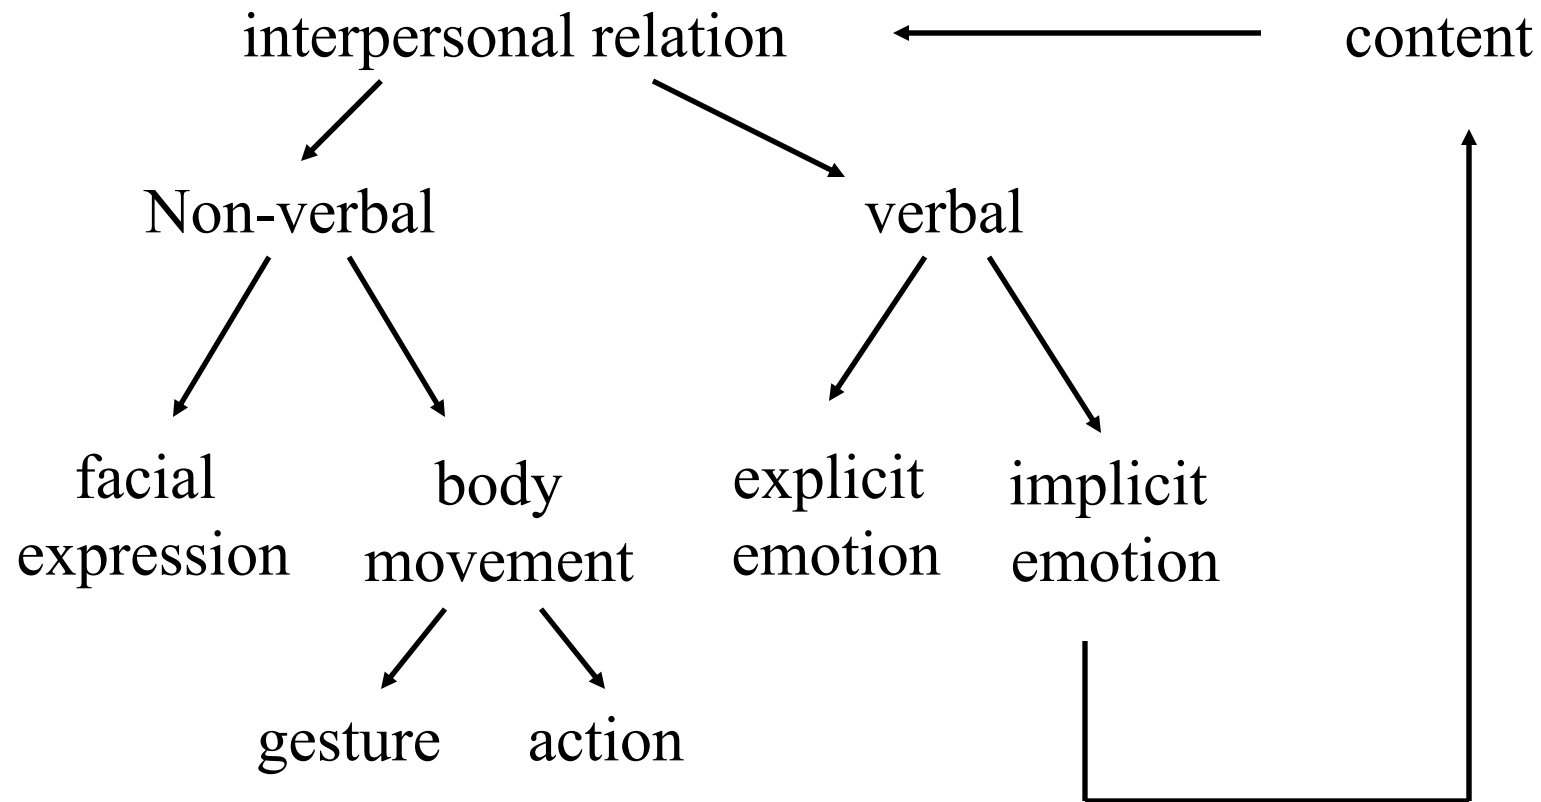 interpersonal relation
content
Non-verbal
verbal
facial
expression
body
movement
explicit
emotion
implicit
emotion
gesture
action